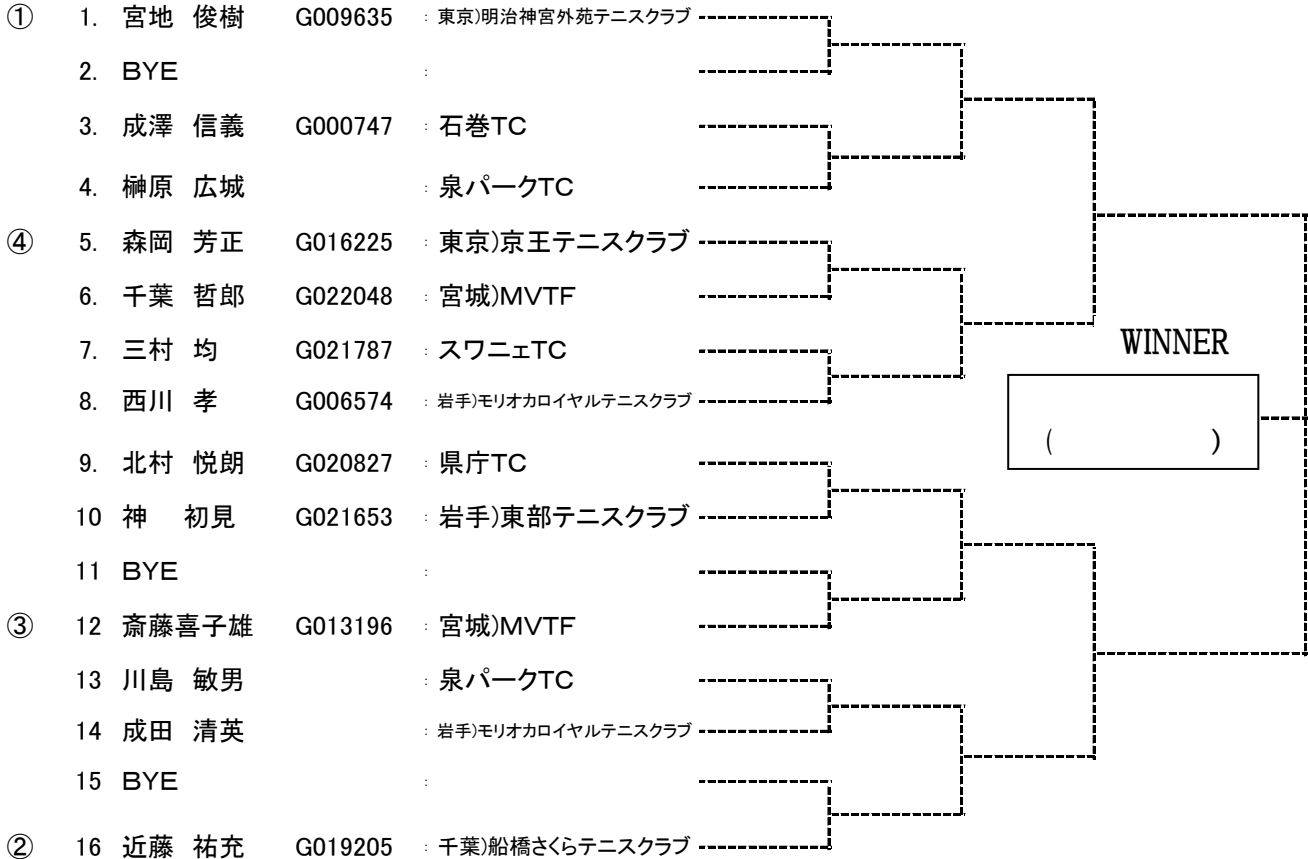 ① 1. 宮地 俊樹 G009635 : 東京)明治神宮外苑テニスクラブ
2. BYE :
3. 成澤 信義 G000747 : 石巻TC
4. 榊原 広城 : 泉パークTC
④ 5. 森岡 芳正 G016225 : 東京)京王テニスクラブ
6. 千葉 哲郎 G022048 : 宮城)MVTF
7. 三村 均 G021787 : スワニェTC
WINNER
8. 西川 孝 G006574 : 岩手)モリオカロイヤルテニスクラブ
( )
9. 北村 悦朗 G020827 : 県庁TC
10 神 初見 G021653 : 岩手)東部テニスクラブ
11 BYE :
③ 12 斎藤喜子雄 G013196 : 宮城)MVTF
13 川島 敏男 : 泉パークTC
14 成田 清英 : 岩手)モリオカロイヤルテニスクラブ
15 BYE :
② 16 近藤 祐充 G019205 : 千葉)船橋さくらテニスクラブ